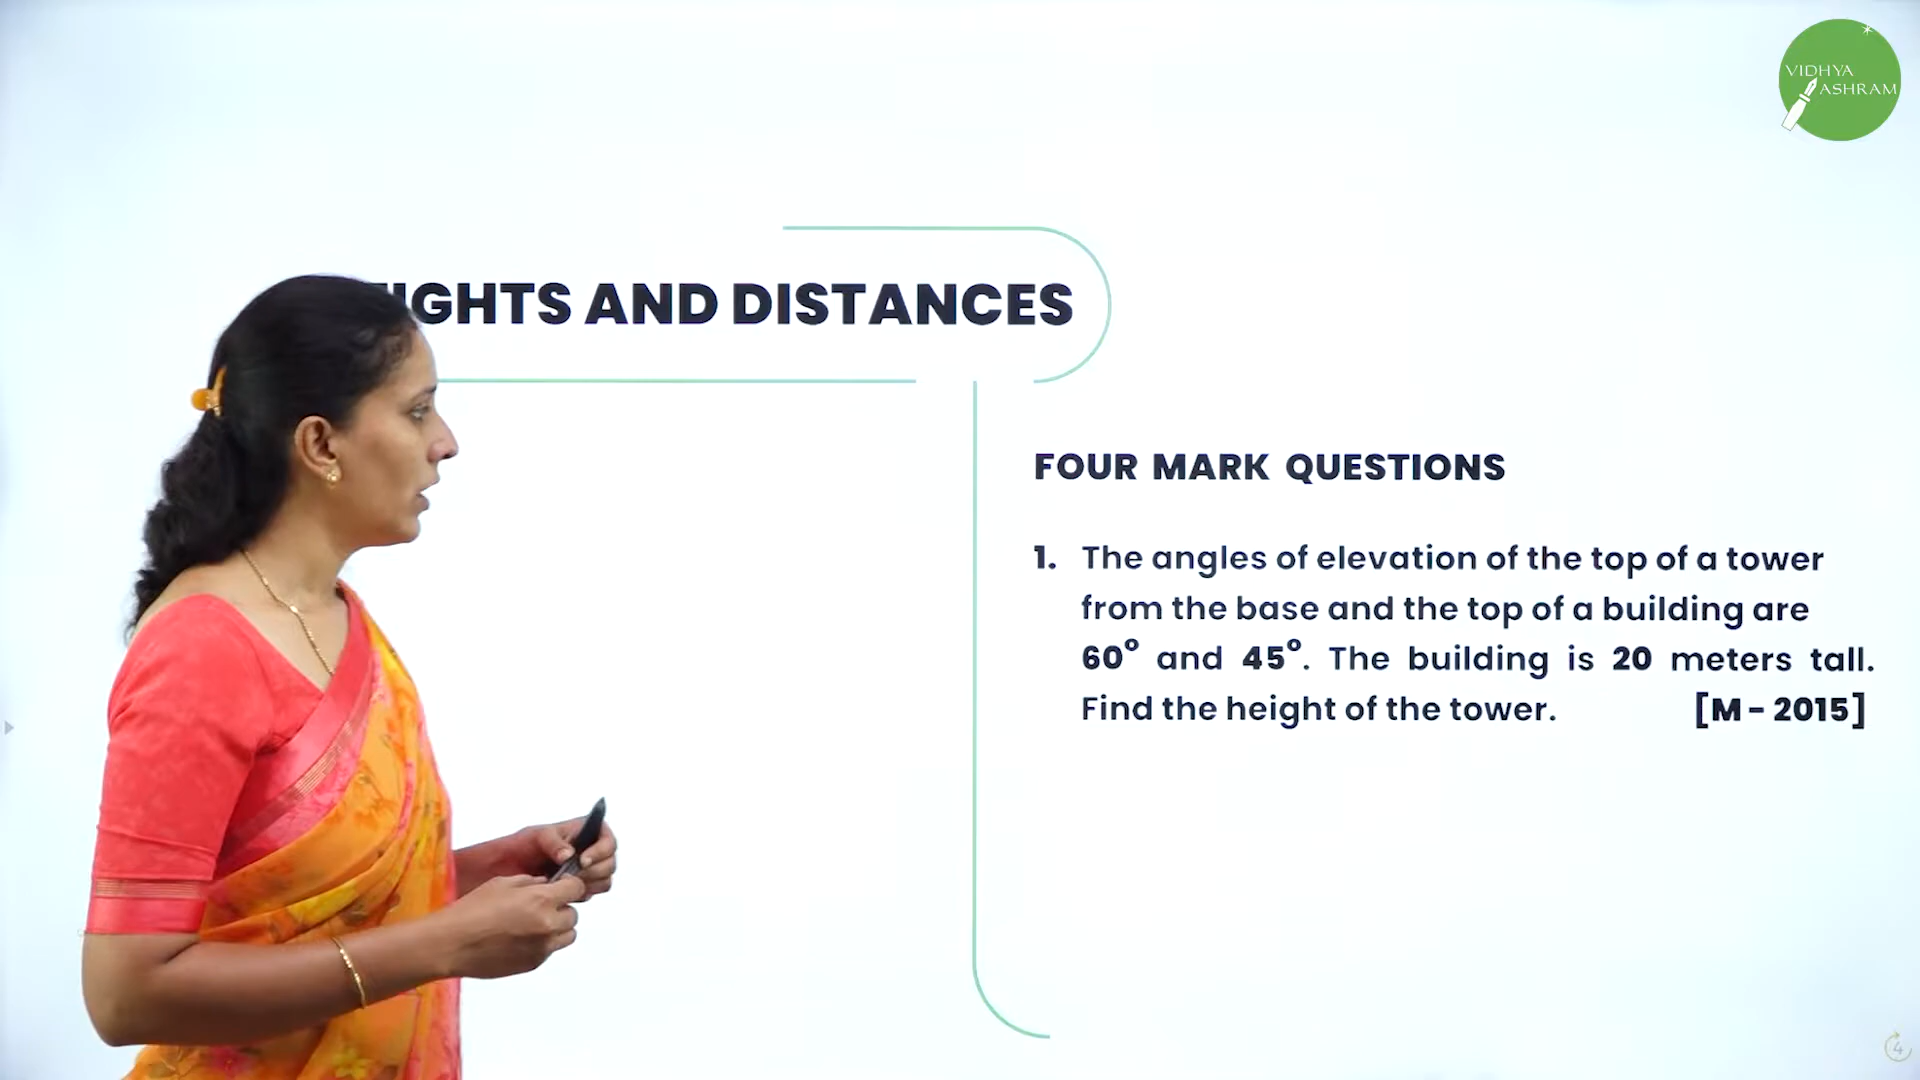 VIDHYA
ASHRAM
IGHTS AND DISTANCES
FOUR MARK QUESTIONS
1. The angles of elevation of the top of a tower
from the base and the top of a building are
60° and 45°. The building is 20 meters tall.
Find the height of the tower. [M - 2015]
4